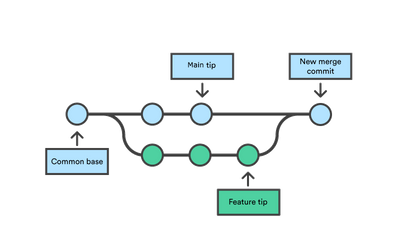 Main tip
New merge
commit
Common base
Feature tip